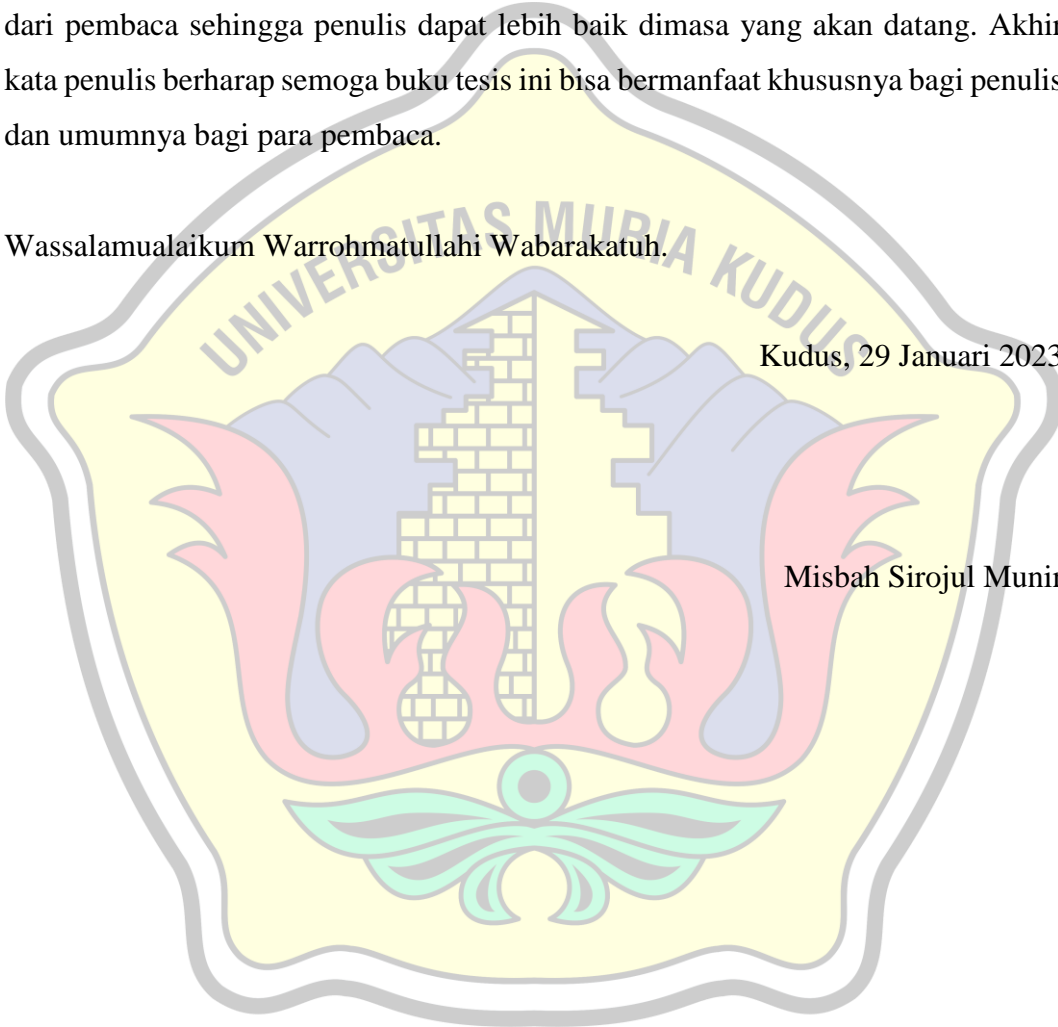 dari pembaca sehingga penulis dapat lebih baik dimasa yang akan datang. Akhir
kata penulis berharap semoga buku tesis ini bisa bermanfaat khususnya bagi penulis
dan umumnya bagi para pembaca.
Wassalamualaikum Warrohmatullahi Wabarakatuh.
UNIVERSITAS MURIA KUDUS
Kudus, 29 Januari 2023
Misbah Sirojul Munir